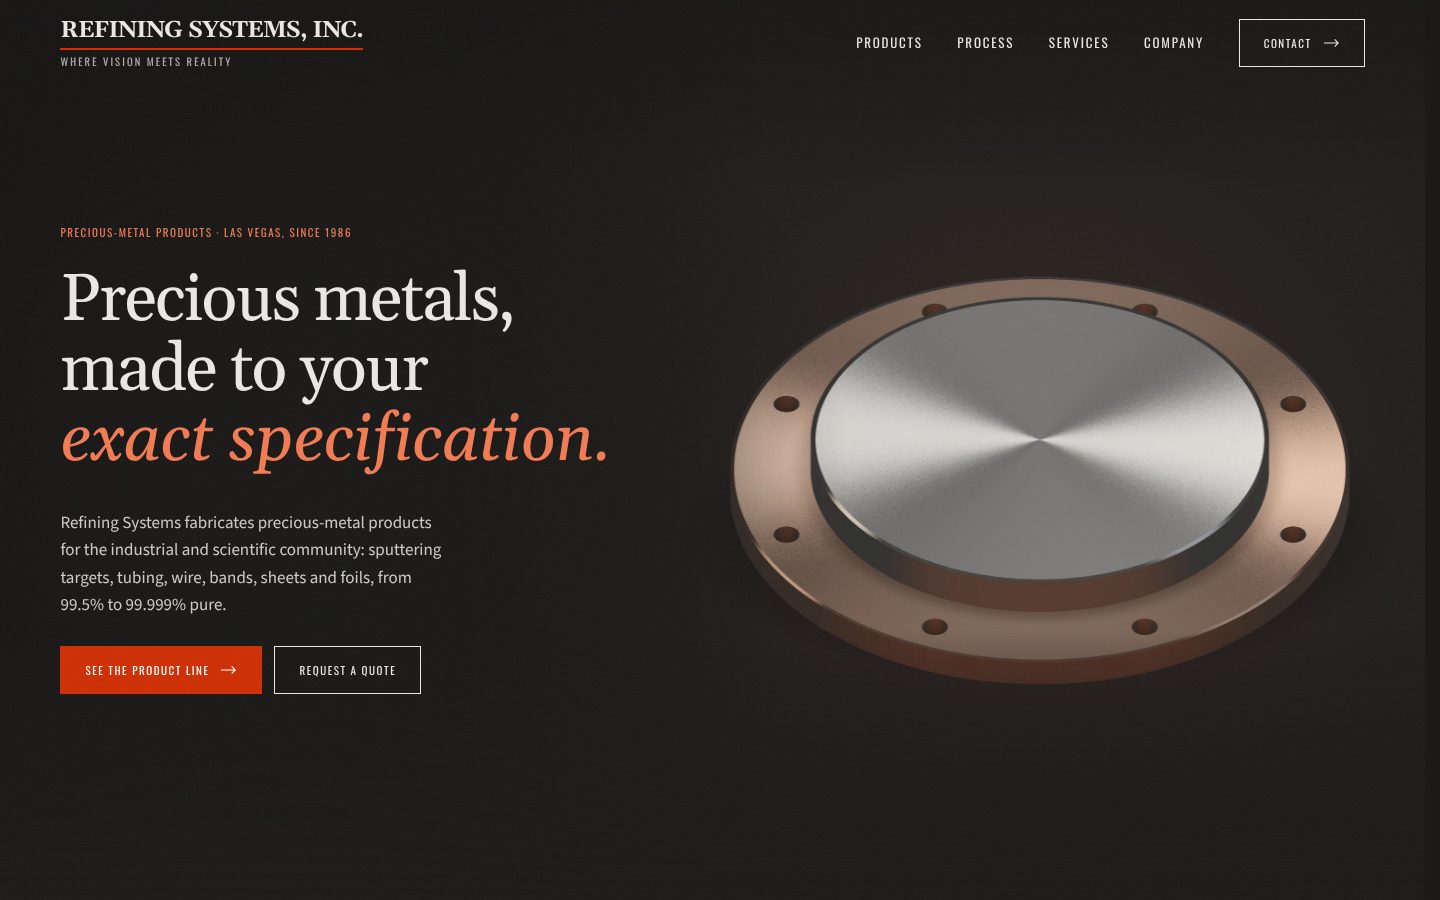 REFINING SYSTEMS, INC.
WHERE VISION MEETS REALITY
PRODUCTS
PROCESS
SERVICES
COMPANY
CONTACT →
PRECIOUS-METAL PRODUCTS · LAS VEGAS, SINCE 1986
Precious metals,
made to your
exact specification.
Refining Systems fabricates precious-metal products
for the industrial and scientific community: sputtering
targets, tubing, wire, bands, sheets and foils, from
99.5% to 99.999% pure.
SEE THE PRODUCT LINE →
REQUEST A QUOTE